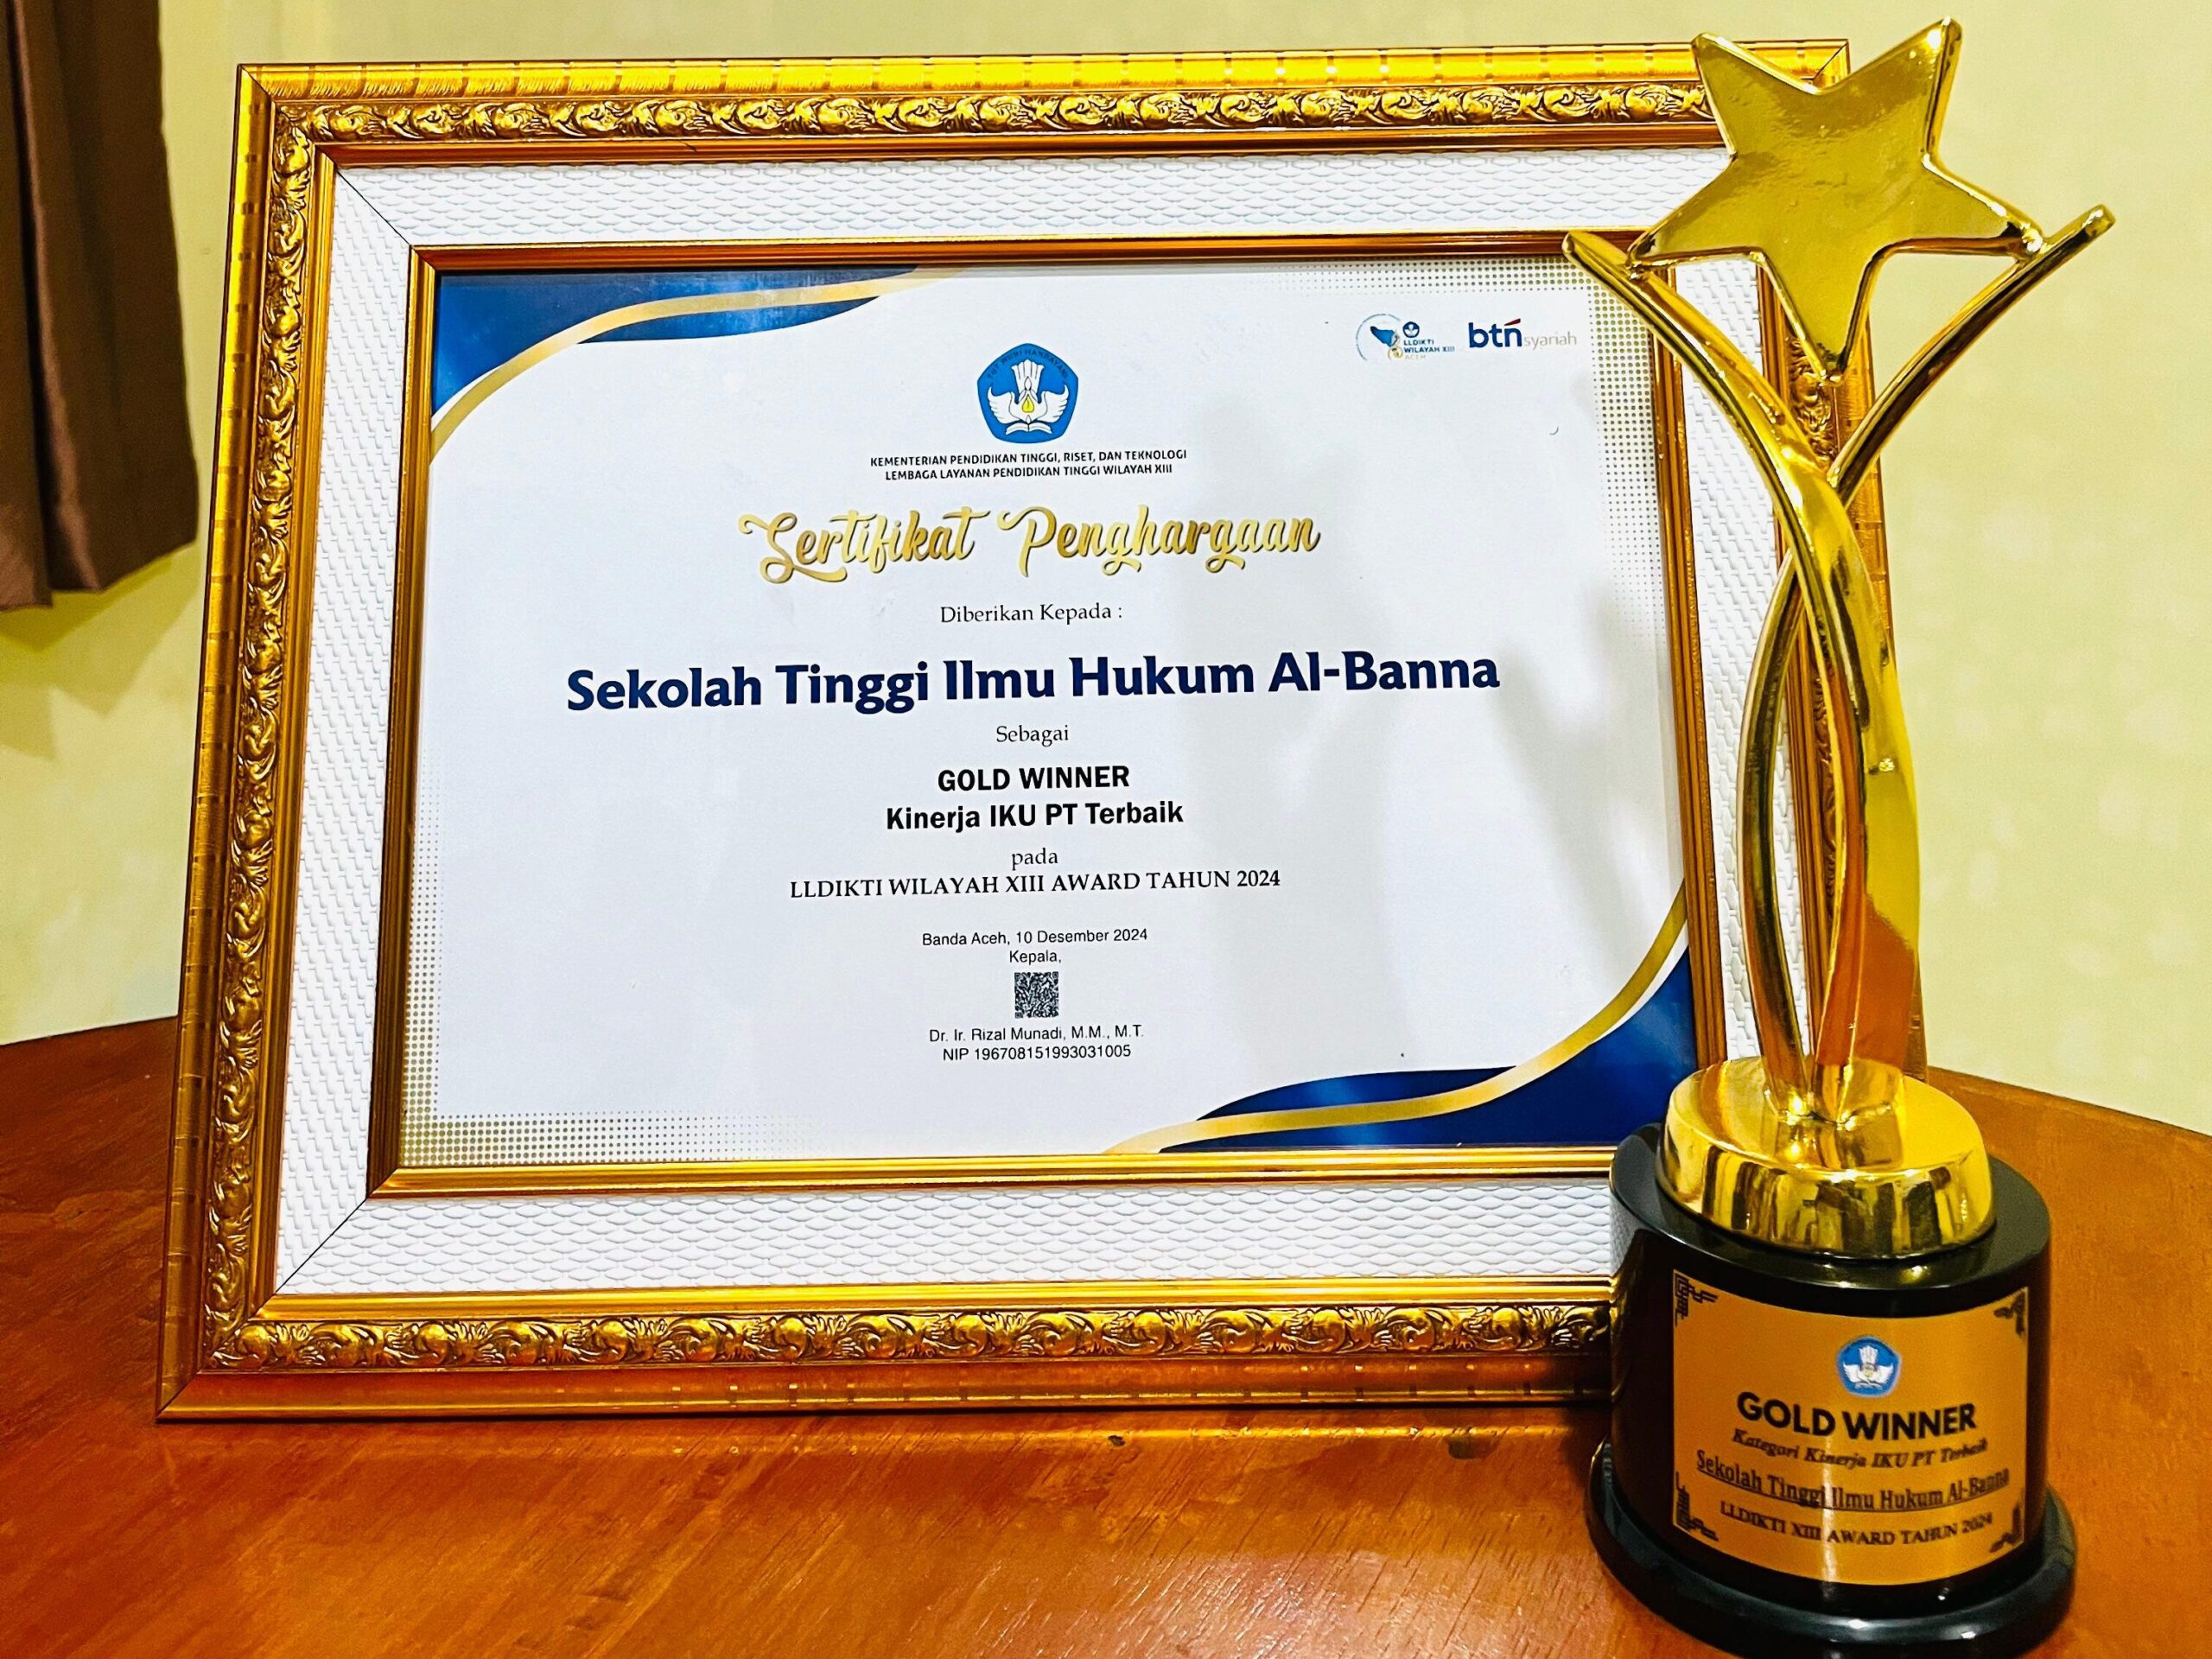 LLDIKTI
WILAYAH XIII
ACEH
btn syariah
TUT WURI HANDAYANI
KEMENTERIAN PENDIDIKAN TINGGI, RISET, DAN TEKNOLOGI
LEMBAGA LAYANAN PENDIDIKAN TINGGI WILAYAH XIII
Sertifikat Penghargaan
Diberikan Kepada :
Sekolah Tinggi Ilmu Hukum Al-Banna
Sebagai
GOLD WINNER
Kinerja IKU PT Terbaik
pada
LLDIKTI WILAYAH XIII AWARD TAHUN 2024
Banda Aceh, 10 Desember 2024
Kepala,
Dr. Ir. Rizal Munadi, M.M., M.T.
NIP 196708151993031005
GOLD WINNER
Kategori Kinerja IKU PT Terbaik
Sekolah Tinggi Ilmu Hukum Al-Banna
LLDIKTI XIII AWARD TAHUN 2024